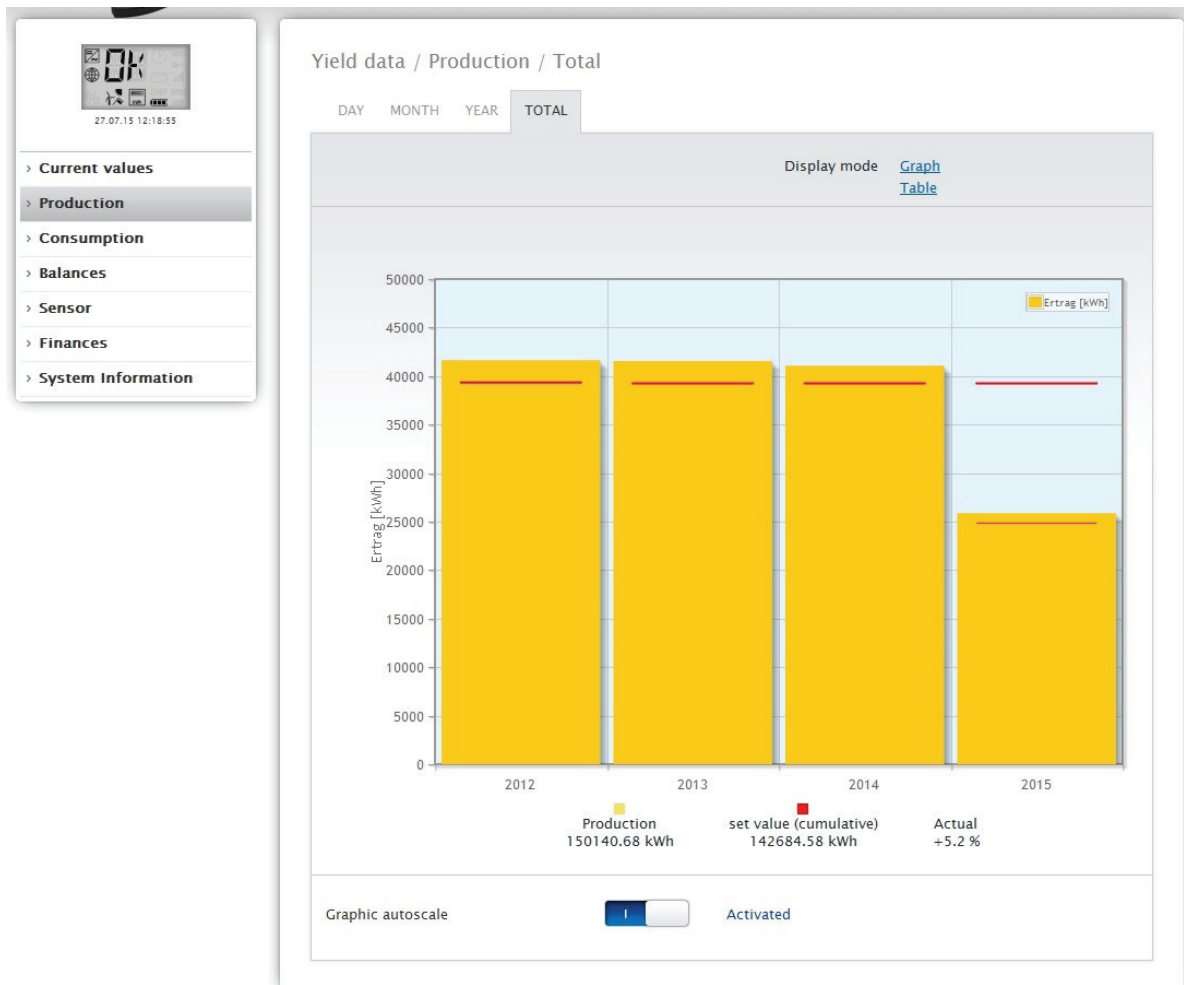 OK
27.07.15 12:18:55
› Current values
› Production
› Consumption
› Balances
› Sensor
› Finances
› System Information
Yield data / Production / Total
DAY MONTH YEAR TOTAL
Display mode Graph
Table
Ertrag [kWh]
50000
45000
40000
35000
30000
25000
20000
15000
10000
5000
0
Ertrag [kWh]
2012 2013 2014 2015
Production set value (cumulative) Actual
150140.68 kWh 142684.58 kWh +5.2 %
Graphic autoscale I Activated